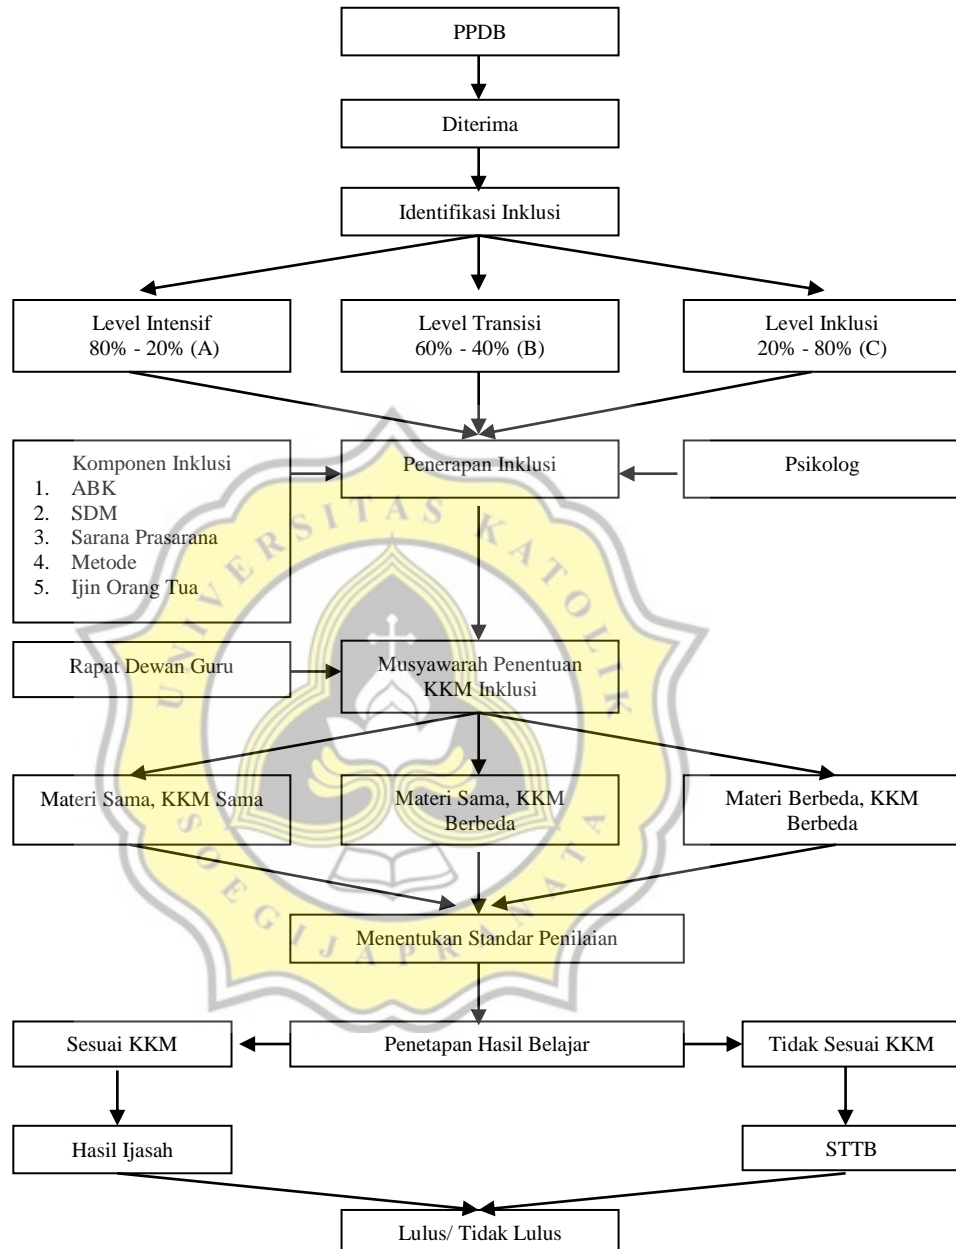 PPDB
Diterima
Identifikasi Inklusi
Level Intensif
80% - 20% (A)
Level Transisi
60% - 40% (B)
Level Inklusi
20% - 80% (C)
Komponen Inklusi
1. ABK
2. SDM
3. Sarana Prasarana
4. Metode
5. Ijin Orang Tua
Penerapan Inklusi
Psikolog
Rapat Dewan Guru
Musyawarah Penentuan
KKM Inklusi
Materi Sama, KKM Sama
Materi Sama, KKM
Berbeda
Materi Berbeda, KKM
Berbeda
Menentukan Standar Penilaian
Sesuai KKM
Penetapan Hasil Belajar
Tidak Sesuai KKM
Hasil Ijasah
STTB
Lulus/ Tidak Lulus
UNIVERSITAS KATOLIK
SOEGIJAPRANATA